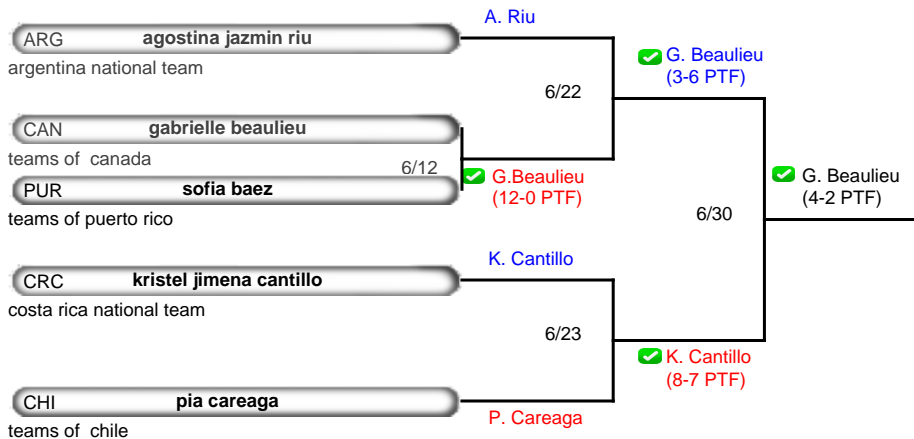 A. Riu
ARG agostina jazmin riu
argentina national team
G. Beaulieu
(3-6 PTF)
6/22
CAN gabrielle beaulieu
teams of canada
6/12
G.Beaulieu
(12-0 PTF)
PUR sofia baez
teams of puerto rico
G. Beaulieu
(4-2 PTF)
6/30
K. Cantillo
CRC kristel jimena cantillo
costa rica national team
6/23
K. Cantillo
(8-7 PTF)
CHI pia careaga
teams of chile
P. Careaga